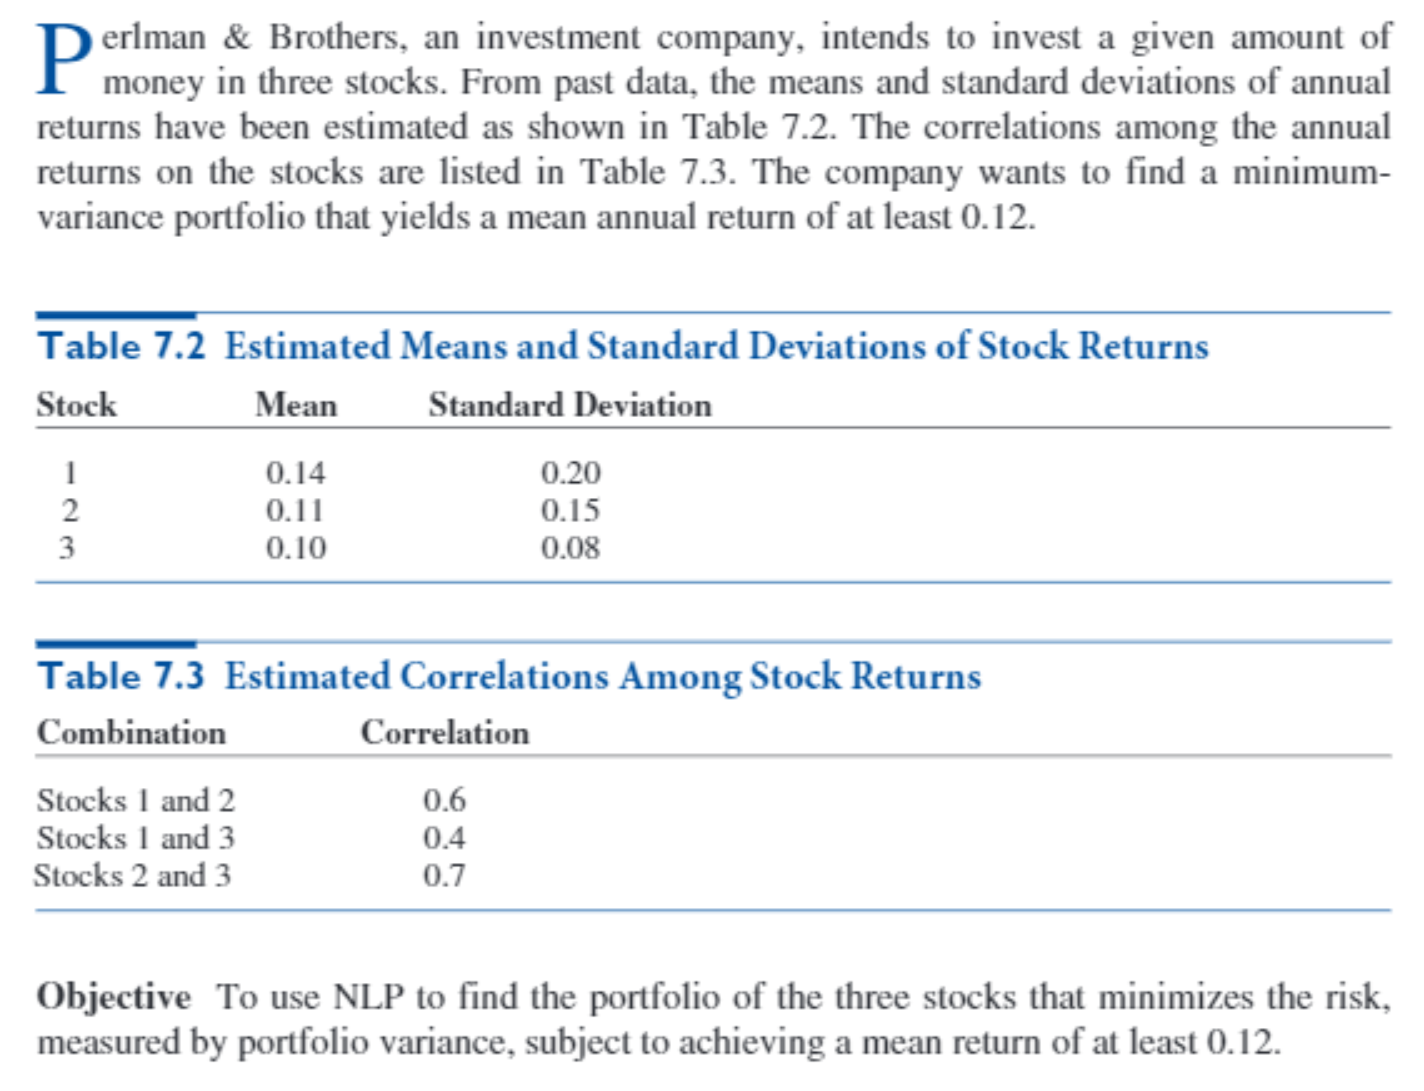 Perlman & Brothers, an investment company, intends to invest a given amount of
money in three stocks. From past data, the means and standard deviations of annual
returns have been estimated as shown in Table 7.2. The correlations among the annual
returns on the stocks are listed in Table 7.3. The company wants to find a minimum-
variance portfolio that yields a mean annual return of at least 0.12.
Table 7.2 Estimated Means and Standard Deviations of Stock Returns
Stock Mean Standard Deviation
1 0.14 0.20
2 0.11 0.15
3 0.10 0.08
Table 7.3 Estimated Correlations Among Stock Returns
Combination Correlation
Stocks 1 and 2 0.6
Stocks 1 and 3 0.4
Stocks 2 and 3 0.7
Objective To use NLP to find the portfolio of the three stocks that minimizes the risk,
measured by portfolio variance, subject to achieving a mean return of at least 0.12.